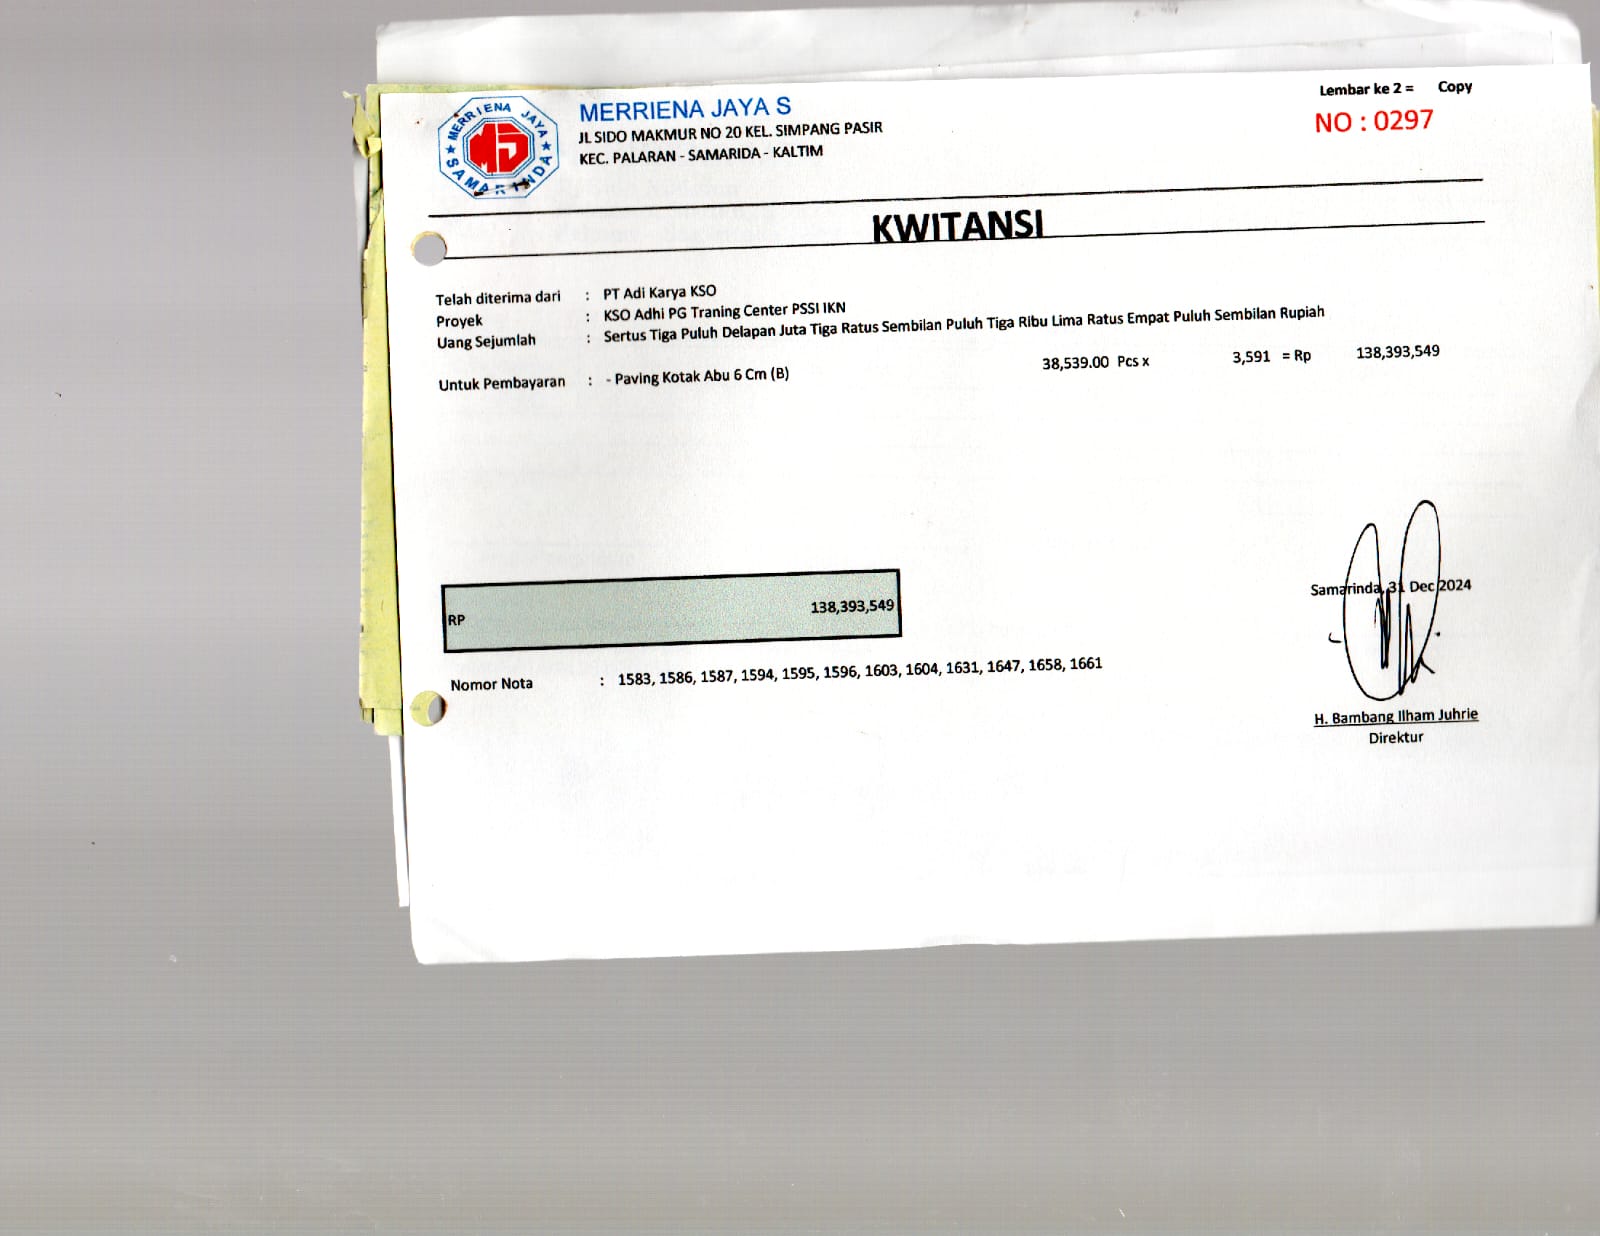 MERRIENA JAYA
SAMARINDA
MJ
MERRIENA JAYA S
JL SIDO MAKMUR NO 20 KEL. SIMPANG PASIR
KEC. PALARAN - SAMARIDA - KALTIM
Lembar ke 2 = Copy
NO : 0297
KWITANSI
Telah diterima dari : PT Adi Karya KSO
Proyek : KSO Adhi PG Traning Center PSSI IKN
Uang Sejumlah : Sertus Tiga Puluh Delapan Juta Tiga Ratus Sembilan Puluh Tiga Ribu Lima Ratus Empat Puluh Sembilan Rupiah
Untuk Pembayaran : - Paving Kotak Abu 6 Cm (B) 38,539.00 Pcs x 3,591 = Rp 138,393,549
Samarinda, 31 Dec 2024
RP 138,393,549
Nomor Nota : 1583, 1586, 1587, 1594, 1595, 1596, 1603, 1604, 1631, 1647, 1658, 1661
H. Bambang Ilham Juhrie
Direktur